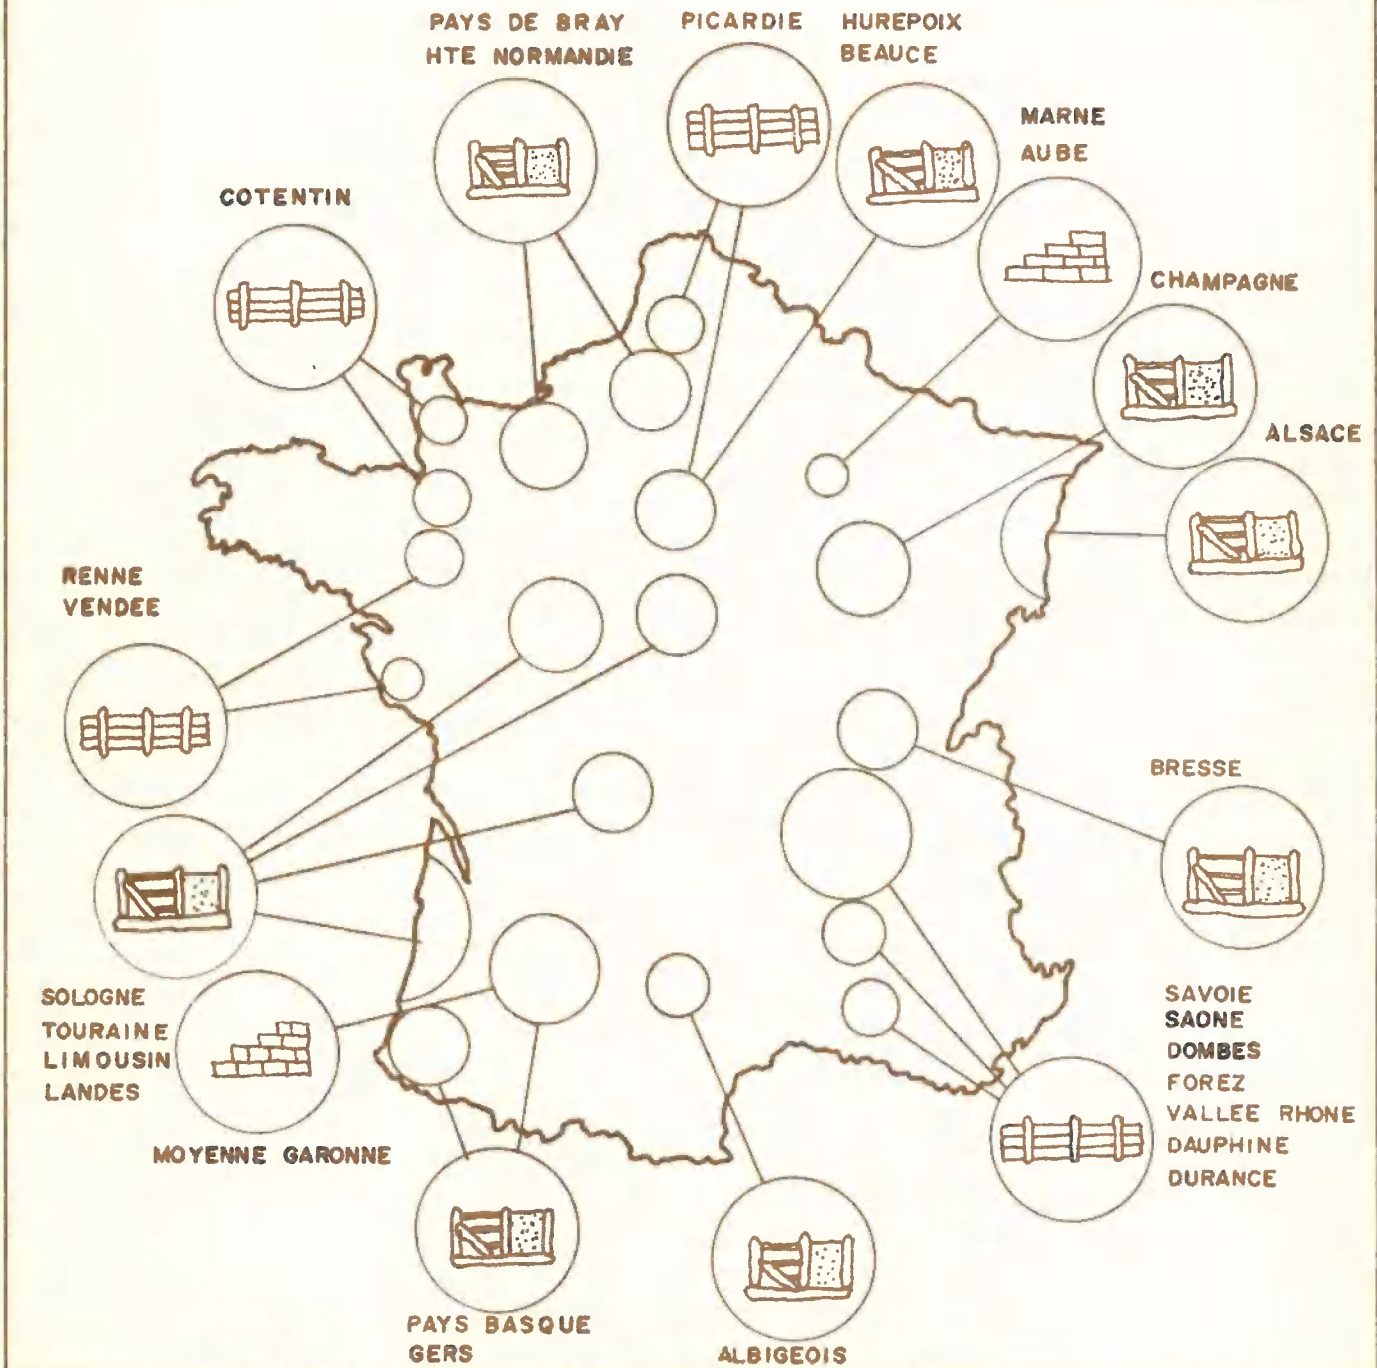 PAYS DE BRAY
HTE NORMANDIE
PICARDIE
HUREPOIX
BEAUCE
MARNE
AUBE
COTENTIN
CHAMPAGNE
ALSACE
RENNE
VENDEE
BRESSE
SOLOGNE
TOURAINE
LIMOUSIN
LANDES
MOYENNE GARONNE
SAVOIE
SAONE
DOMBES
FOREZ
VALLEE RHONE
DAUPHINE
DURANCE
PAYS BASQUE
GERS
ALBIGEOIS